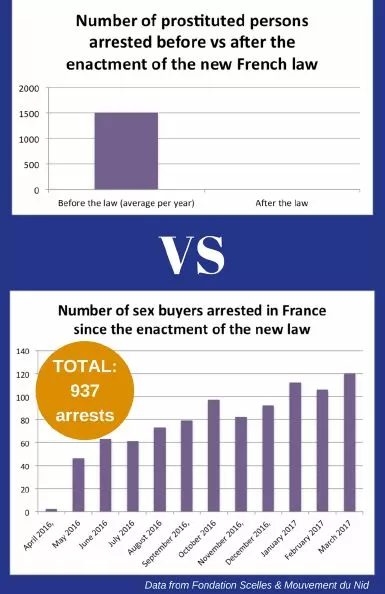 Number of prostituted persons
arrested before vs after the
enactment of the new French law
2000
1500
1000
500
0
Before the law (average per year)
After the law
VS
Number of sex buyers arrested in France
since the enactment of the new law
140
120
100
80
60
40
20
0
TOTAL:
937
arrests
April 2016,
May 2016
June 2016
July 2016
August 2016
September 2016,
October 2016
November 2016,
December 2016,
January 2017
February 2017
March 2017
Data from Fondation Scelles & Mouvement du Nid